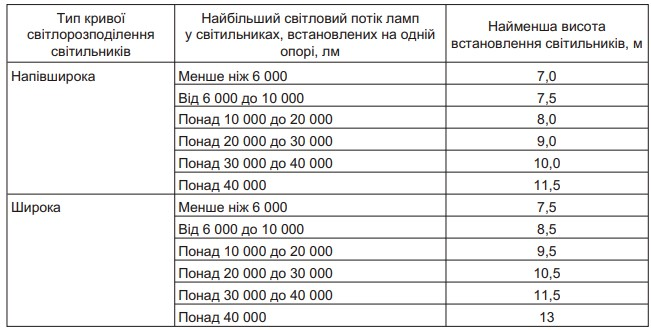 Тип кривої світлорозподілення світильників
Найбільший світловий потік ламп у світильниках, встановлених на одній опорі, лм
Найменша висота встановлення світильників, м
Напівширока
Менше ніж 6 000 7,0
Від 6 000 до 10 000 7,5
Понад 10 000 до 20 000 8,0
Понад 20 000 до 30 000 9,0
Понад 30 000 до 40 000 10,0
Понад 40 000 11,5
Широка
Менше ніж 6 000 7,5
Від 6 000 до 10 000 8,5
Понад 10 000 до 20 000 9,5
Понад 20 000 до 30 000 10,5
Понад 30 000 до 40 000 11,5
Понад 40 000 13